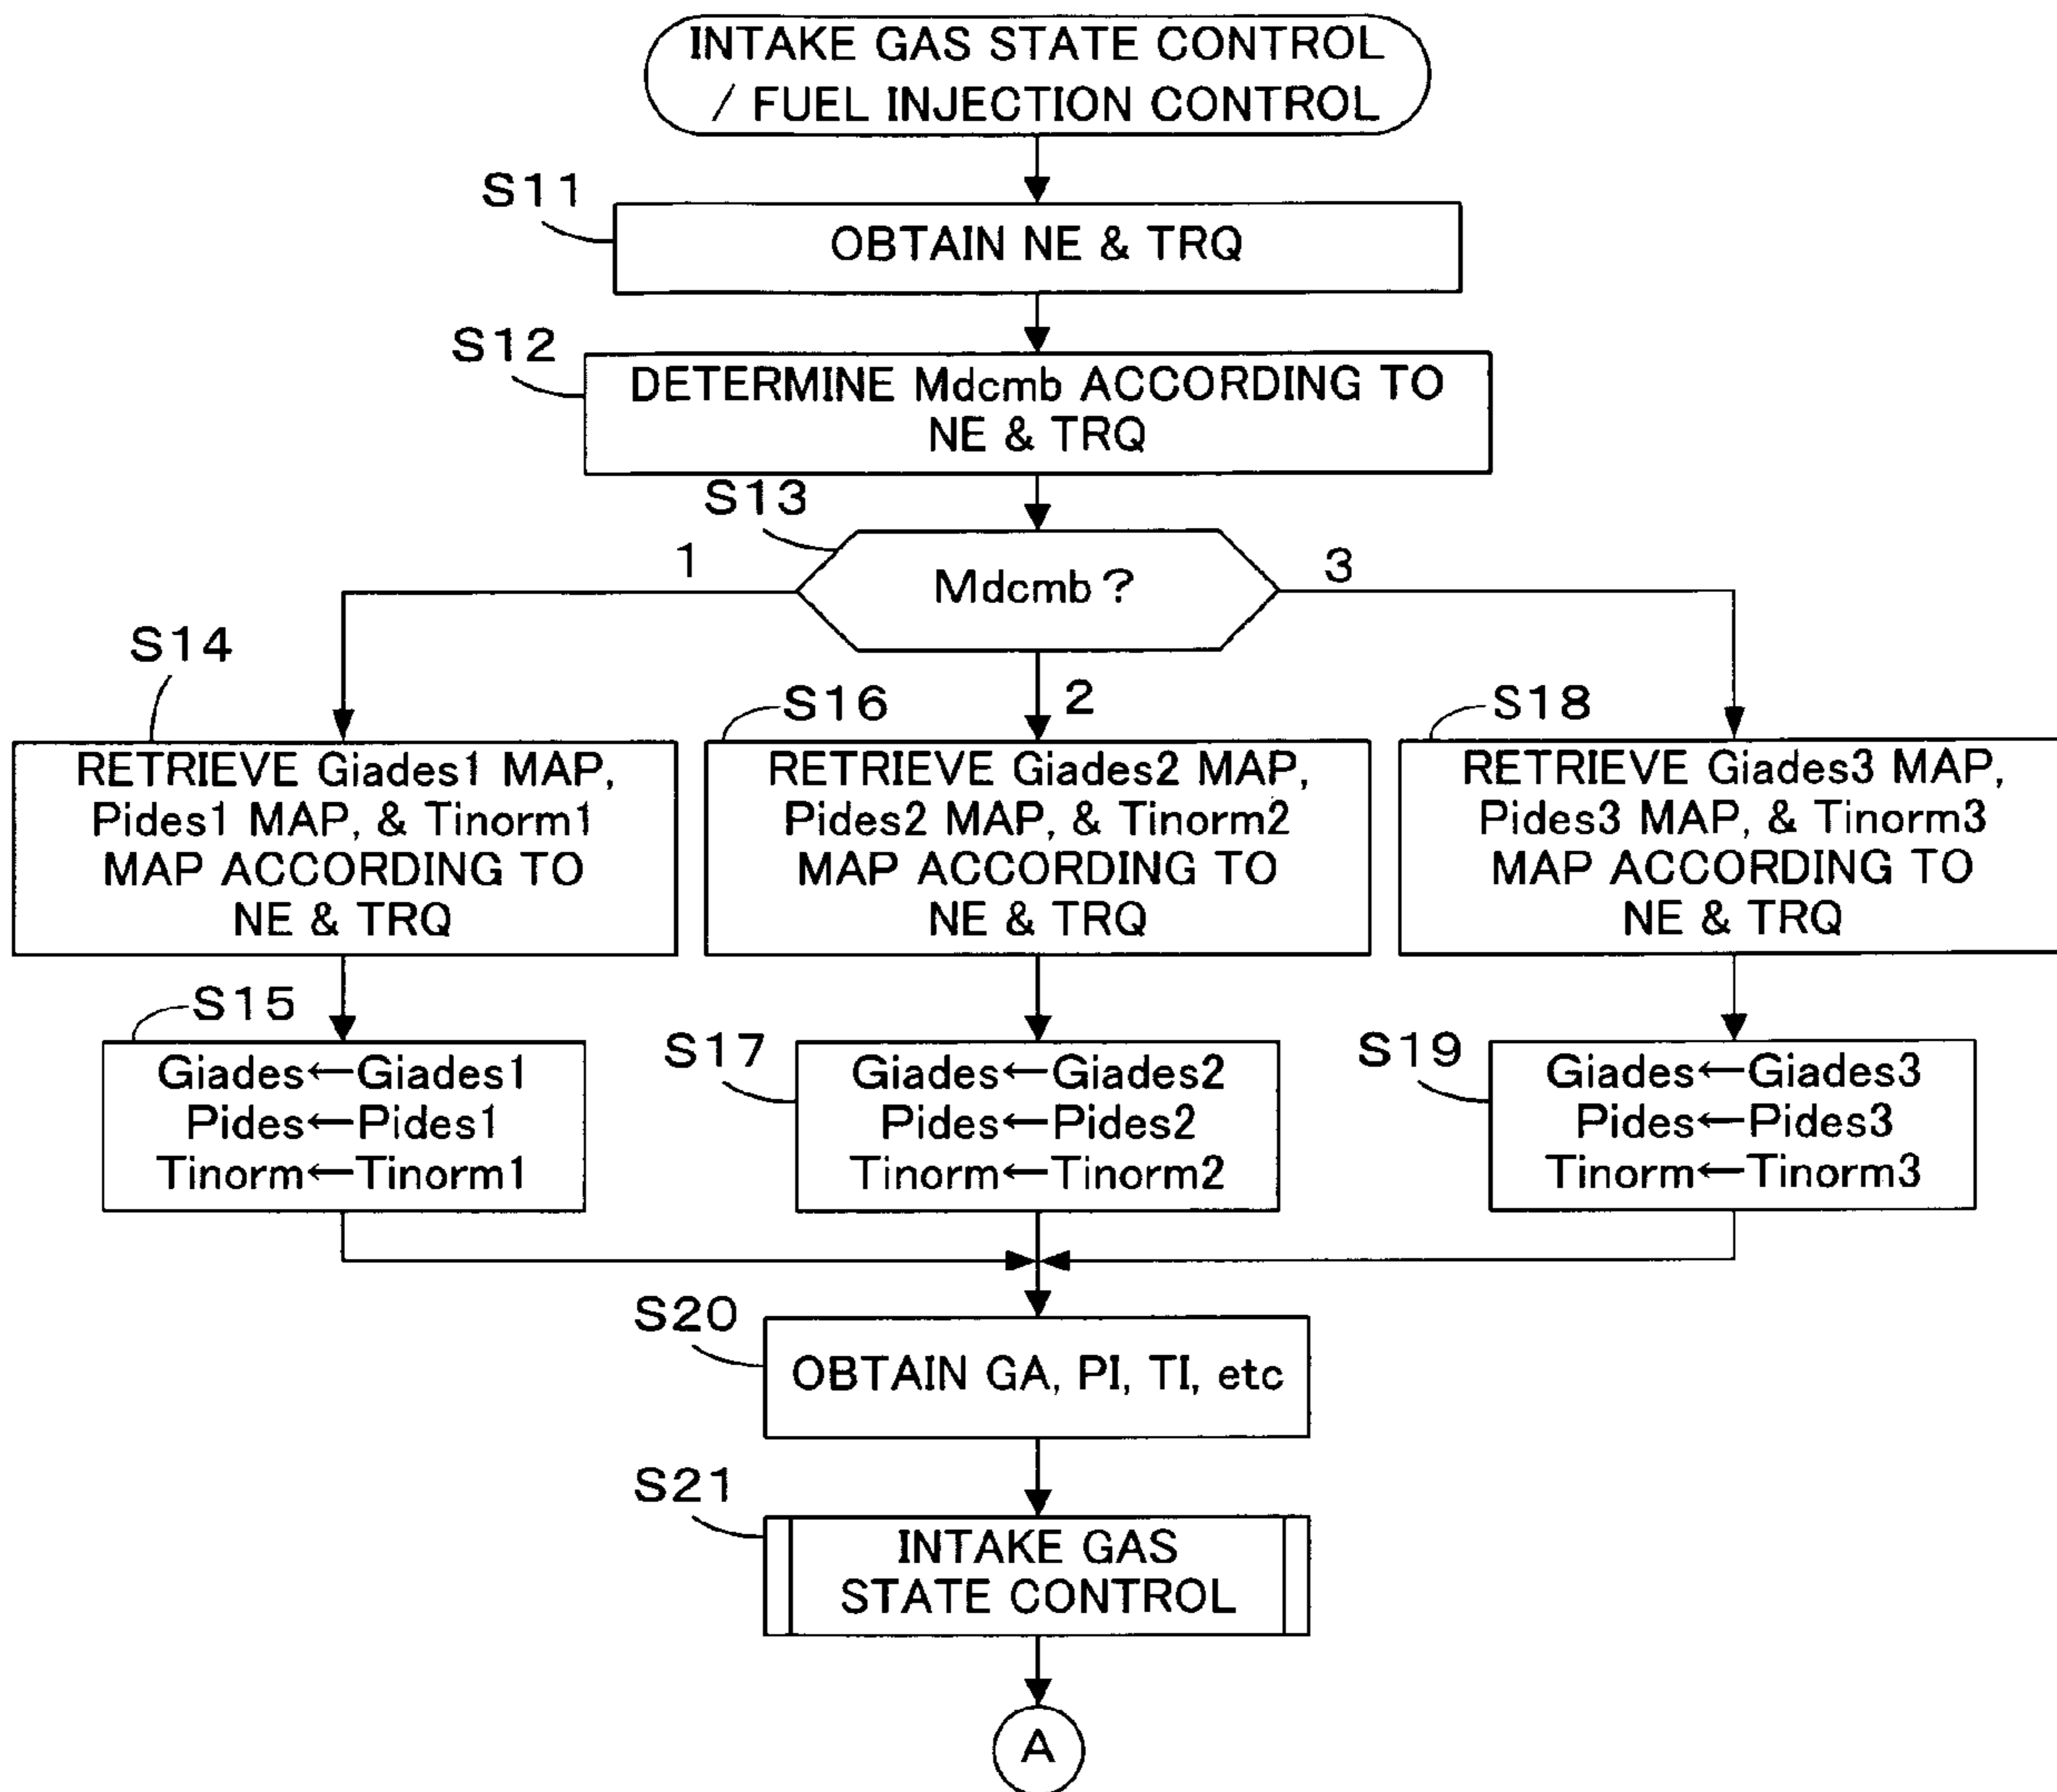 INTAKE GAS STATE CONTROL
/ FUEL INJECTION CONTROL
S11
OBTAIN NE & TRQ
S12
DETERMINE Mdcmb ACCORDING TO
NE & TRQ
S13
Mdcmb?
1
2
3
S14
RETRIEVE Giades1 MAP,
Pides1 MAP, & Tinorm1
MAP ACCORDING TO
NE & TRQ
S16
RETRIEVE Giades2 MAP,
Pides2 MAP, & Tinorm2
MAP ACCORDING TO
NE & TRQ
S18
RETRIEVE Giades3 MAP,
Pides3 MAP, & Tinorm3
MAP ACCORDING TO
NE & TRQ
S15
Giades←Giades1
Pides←Pides1
Tinorm←Tinorm1
S17
Giades←Giades2
Pides←Pides2
Tinorm←Tinorm2
S19
Giades←Giades3
Pides←Pides3
Tinorm←Tinorm3
S20
OBTAIN GA, PI, TI, etc
S21
INTAKE GAS
STATE CONTROL
A